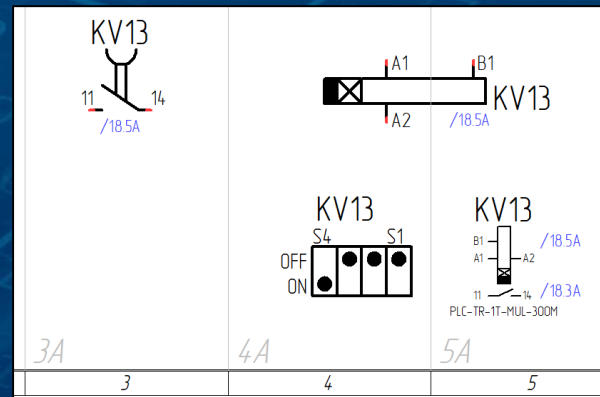 KV13
11
14
/18.5A
A1
B1
KV13
A2
/18.5A
KV13
S4
S1
OFF
ON
KV13
B1
/18.5A
A1
A2
11
14
/18.3A
PLC-TR-1T-MUL-300M
3A
4A
5A
3
4
5